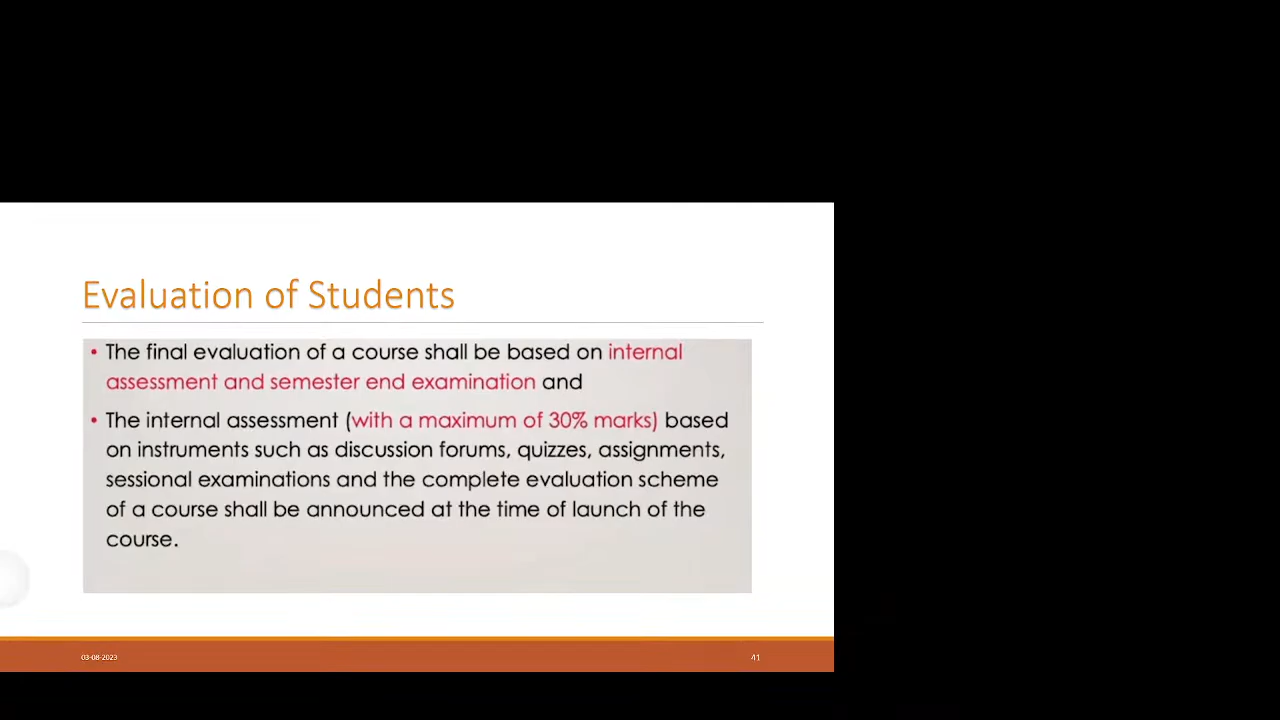 Evaluation of Students
• The final evaluation of a course shall be based on internal
assessment and semester end examination and
• The internal assessment (with a maximum of 30% marks) based
on instruments such as discussion forums, quizzes, assignments,
sessional examinations and the complete evaluation scheme
of a course shall be announced at the time of launch of the
course.
03-08-2023
41